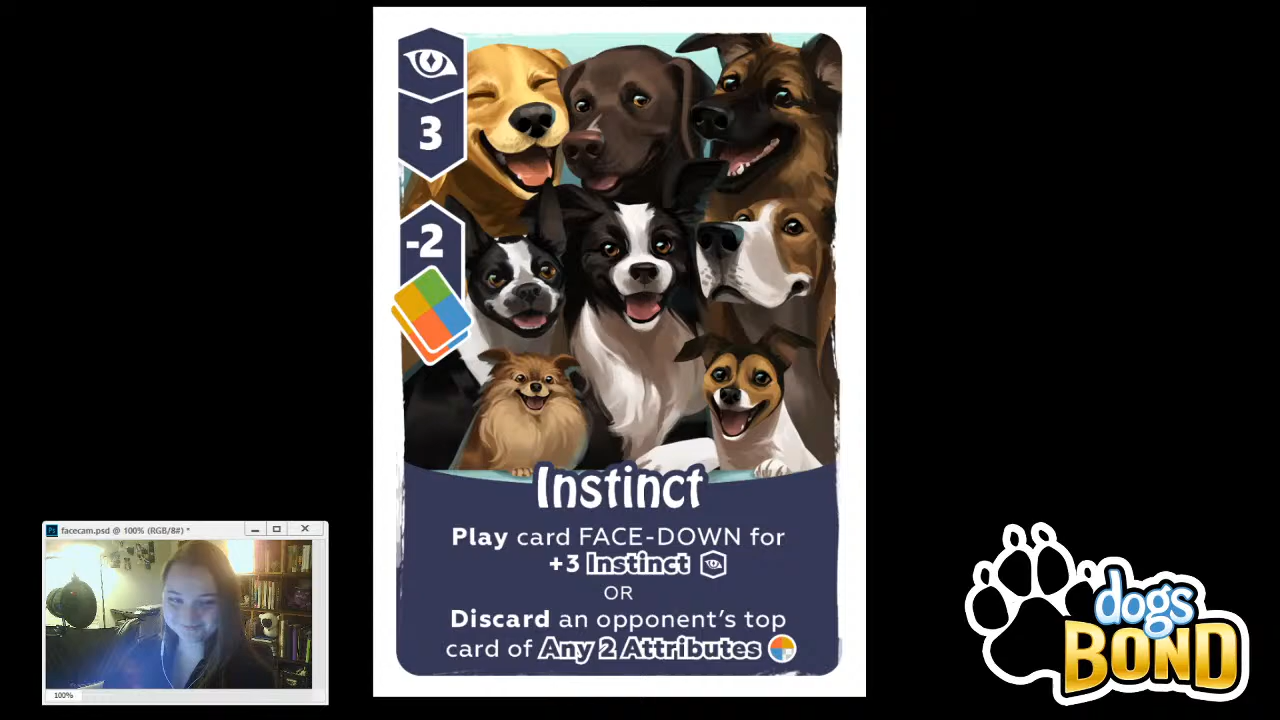 3
-2
Instinct
Play card FACE-DOWN for
+3 Instinct
OR
Discard an opponent's top
card of Any 2 Attributes
facecam.psd @ 100% (RGB/8#) *
100%
dogs
BOND